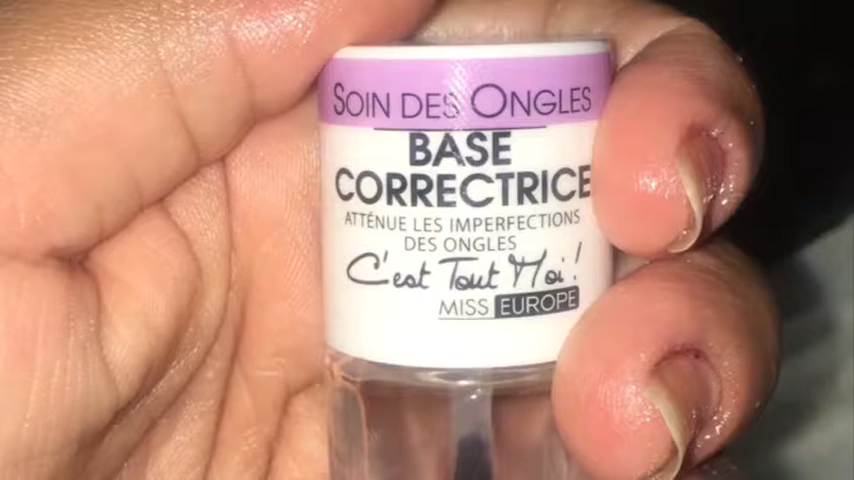 SOIN DES ONGLES
BASE
CORRECTRICE
ATTÉNUE LES IMPERFECTIONS
DES ONGLES
C'est Tout Moi!
MISS EUROPE